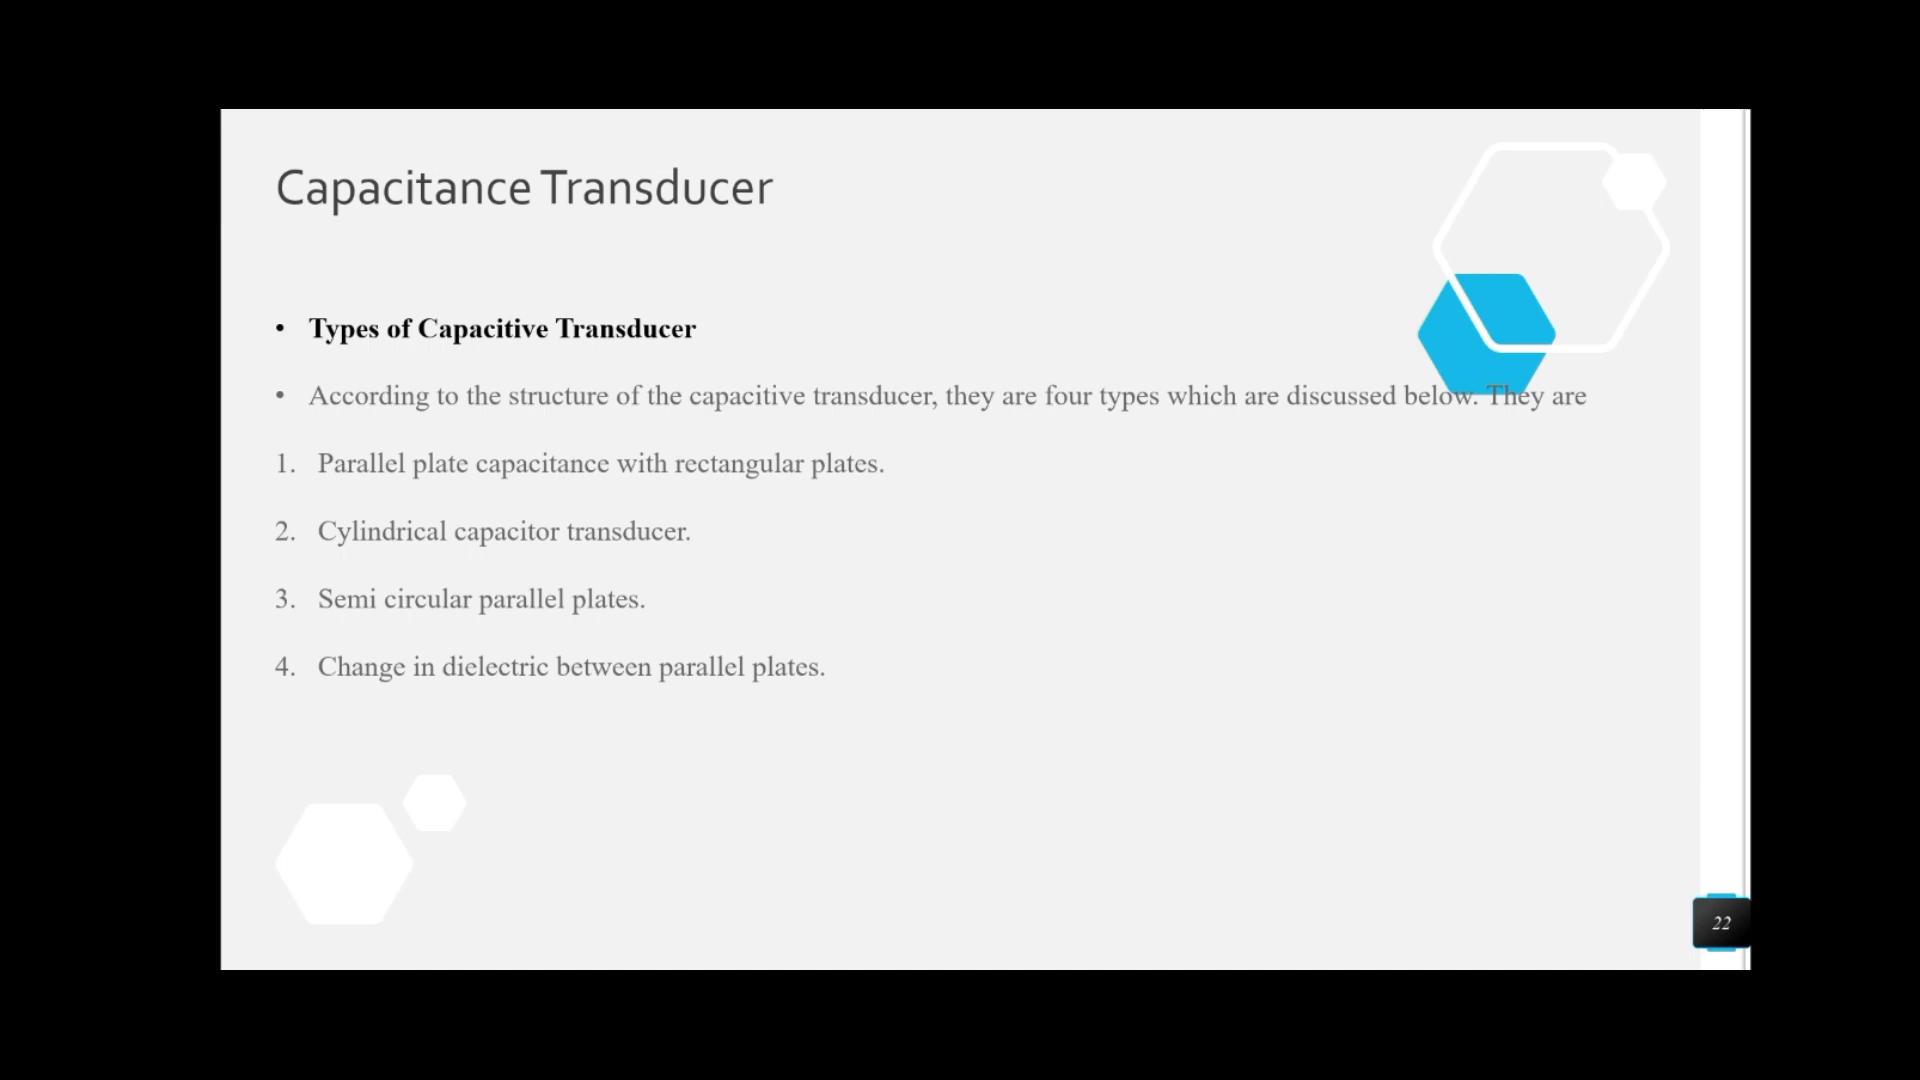 Capacitance Transducer
• Types of Capacitive Transducer
• According to the structure of the capacitive transducer, they are four types which are discussed below. They are
1. Parallel plate capacitance with rectangular plates.
2. Cylindrical capacitor transducer.
3. Semi circular parallel plates.
4. Change in dielectric between parallel plates.
22